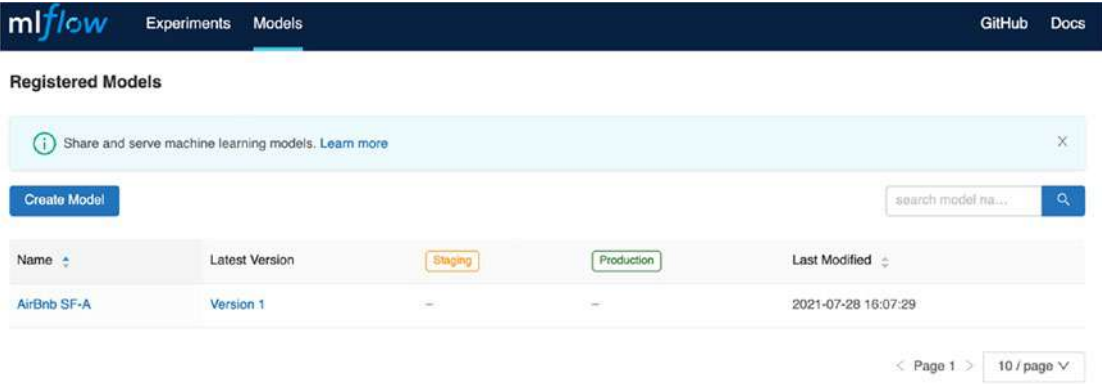 mlflow Experiments Models GitHub Docs
Registered Models
Share and serve machine learning models. Learn more
Create Model search model na...
Name Latest Version Staging Production Last Modified
AirBnb SF-A Version 1 – – 2021-07-28 16:07:29
< Page 1 > 10 / page